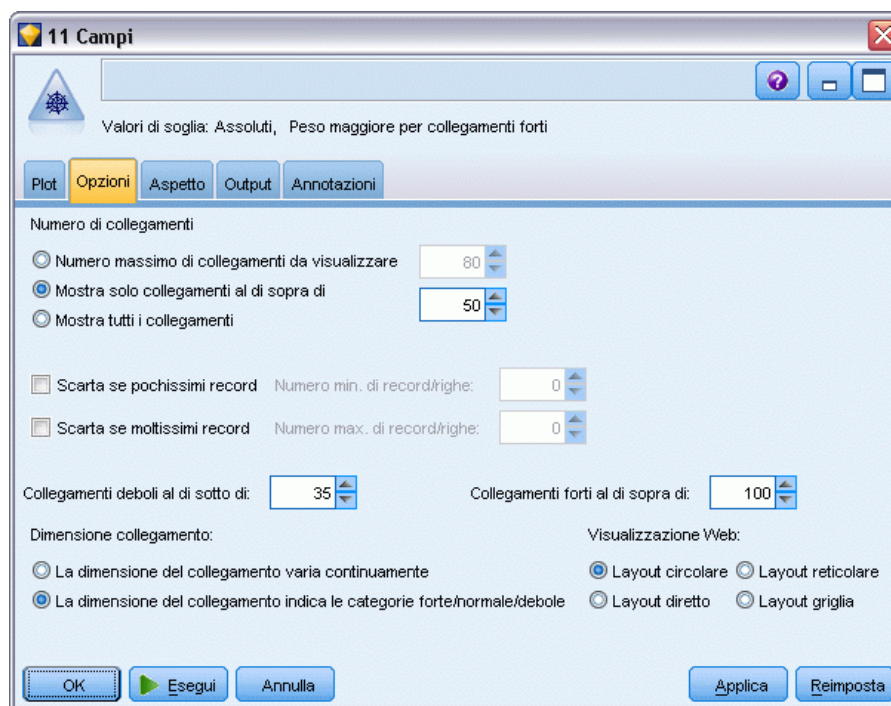 11 Campi
Valori di soglia: Assoluti, Peso maggiore per collegamenti forti
Plot Opzioni Aspetto Output Annotazioni
Numero di collegamenti
Numero massimo di collegamenti da visualizzare 80
Mostra solo collegamenti al di sopra di 50
Mostra tutti i collegamenti
Scarta se pochissimi record Numero min. di record/righe: 0
Scarta se moltissimi record Numero max. di record/righe: 0
Collegamenti deboli al di sotto di: 35 Collegamenti forti al di sopra di: 100
Dimensione collegamento: Visualizzazione Web:
La dimensione del collegamento varia continuamente Layout circolare Layout reticolare
La dimensione del collegamento indica le categorie forte/normale/debole Layout diretto Layout griglia
OK Esegui Annulla Applica Reimposta